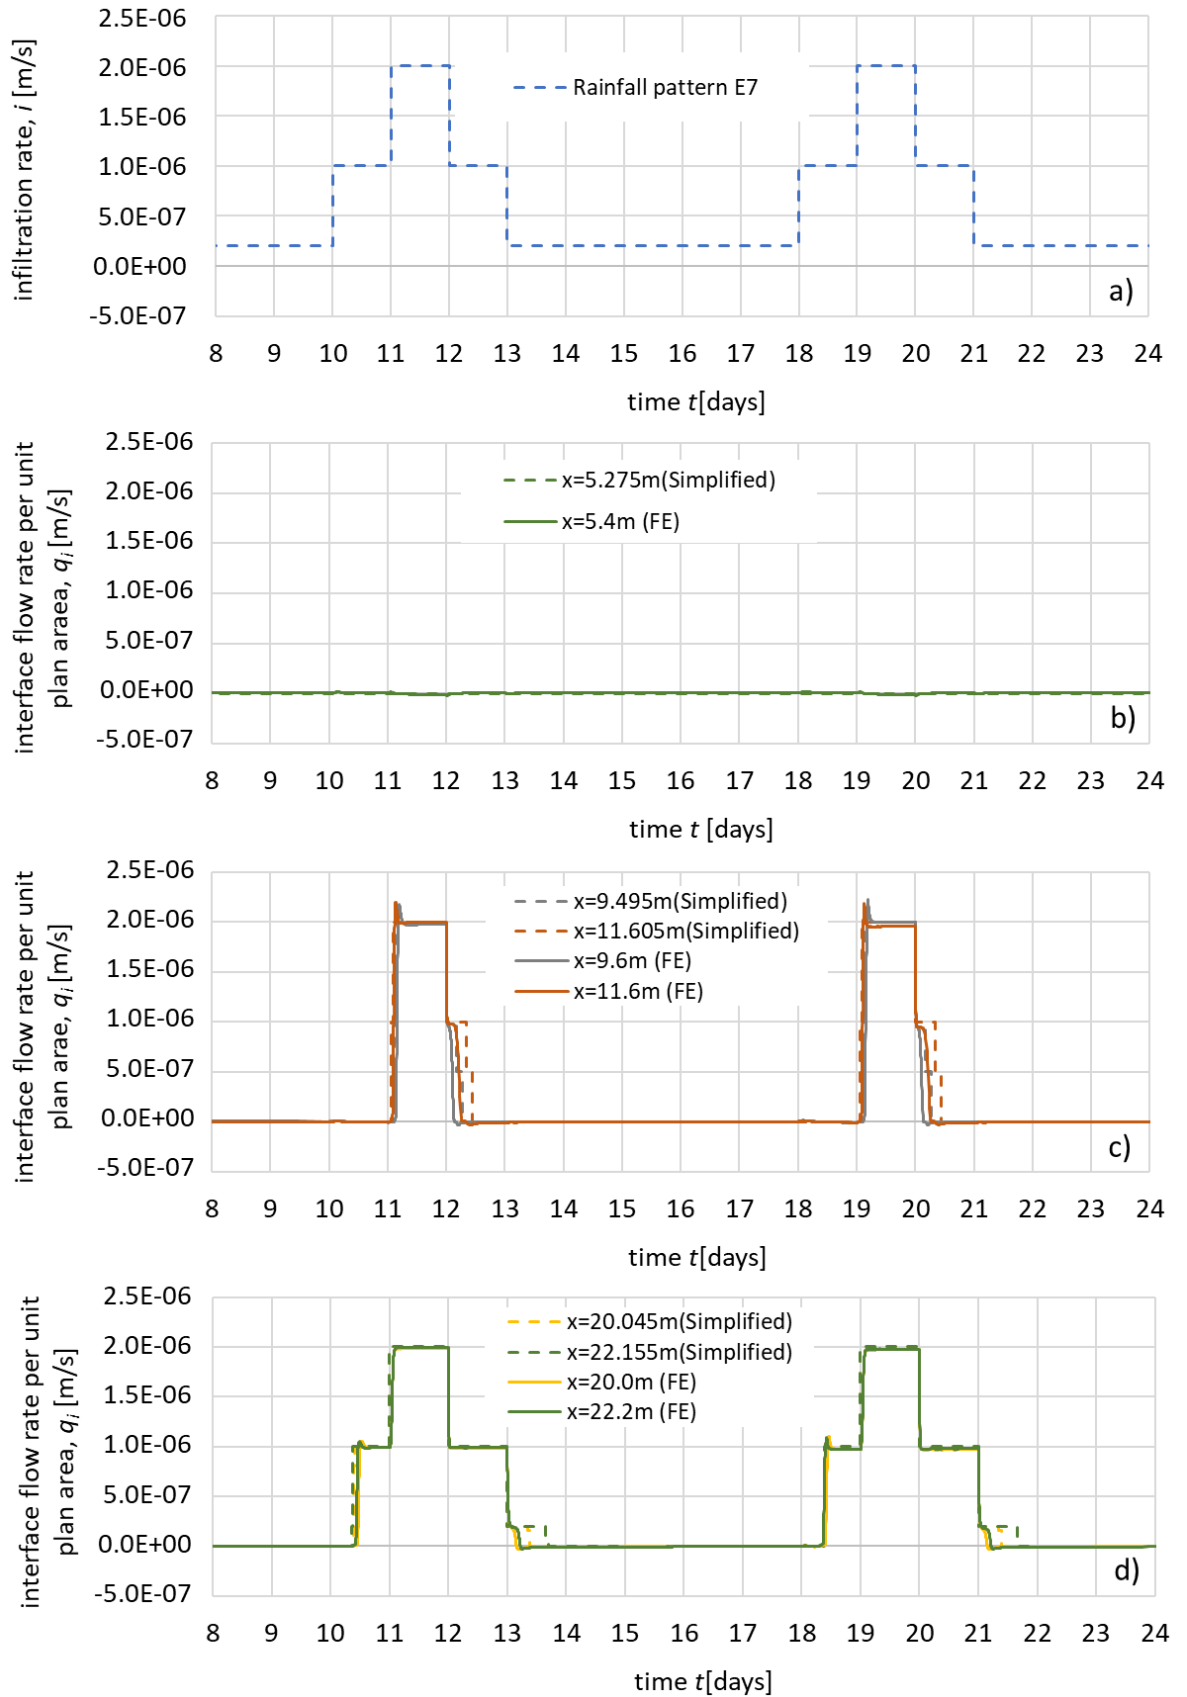 infiltration rate, i [m/s]
2.5E-06
2.0E-06
1.5E-06
1.0E-06
5.0E-07
0.0E+00
-5.0E-07
Rainfall pattern E7
a)
8 9 10 11 12 13 14 15 16 17 18 19 20 21 22 23 24
time t[days]
interface flow rate per unit
plan araea, qi [m/s]
2.5E-06
2.0E-06
1.5E-06
1.0E-06
5.0E-07
0.0E+00
-5.0E-07
x=5.275m(Simplified)
x=5.4m (FE)
b)
8 9 10 11 12 13 14 15 16 17 18 19 20 21 22 23 24
time t [days]
interface flow rate per unit
plan arae, qi [m/s]
2.5E-06
2.0E-06
1.5E-06
1.0E-06
5.0E-07
0.0E+00
-5.0E-07
x=9.495m(Simplified)
x=11.605m(Simplified)
x=9.6m (FE)
x=11.6m (FE)
c)
8 9 10 11 12 13 14 15 16 17 18 19 20 21 22 23 24
time t[days]
interface flow rate per unit
plan area, qi [m/s]
2.5E-06
2.0E-06
1.5E-06
1.0E-06
5.0E-07
0.0E+00
-5.0E-07
x=20.045m(Simplified)
x=22.155m(Simplified)
x=20.0m (FE)
x=22.2m (FE)
d)
8 9 10 11 12 13 14 15 16 17 18 19 20 21 22 23 24
time t[days]